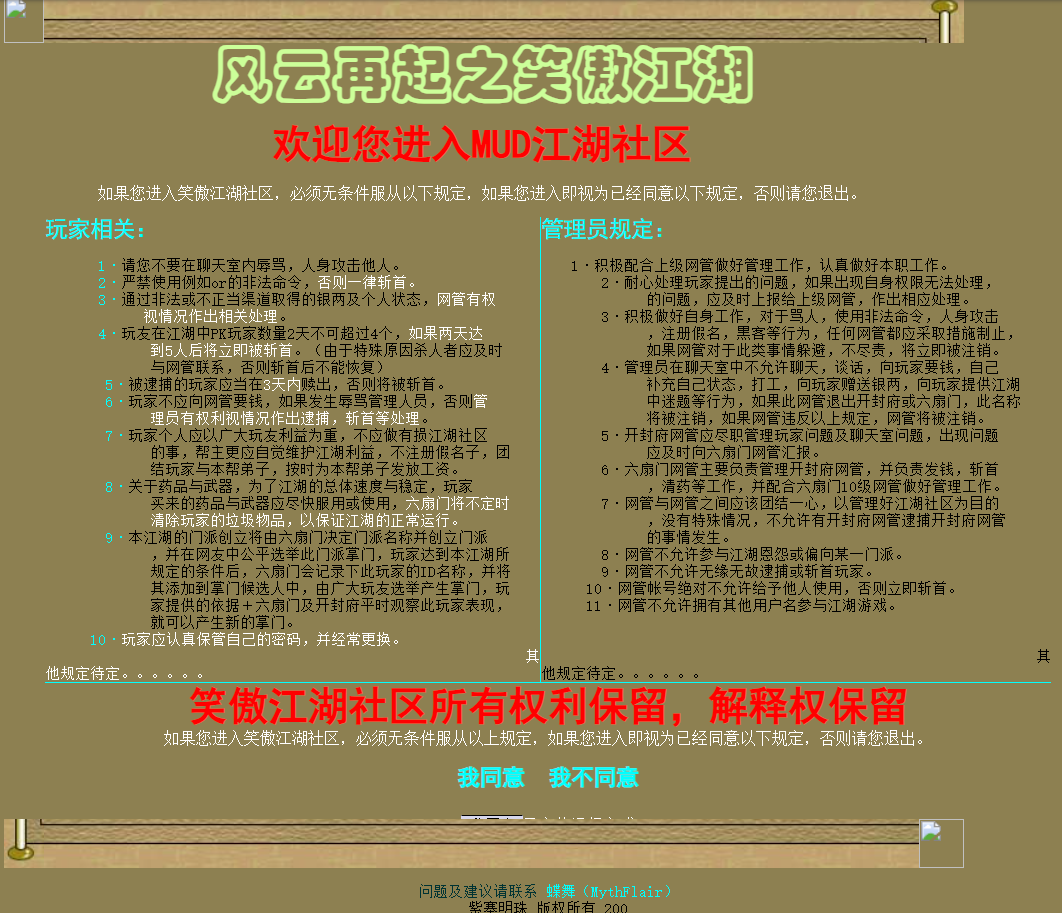 风云再起之笑傲江湖
欢迎您进入MUD江湖社区
如果您进入笑傲江湖社区，必须无条件服从以下规定，如果您进入即视为已经同意以下规定，否则请您退出。
玩家相关：
1·请您不要在聊天室内辱骂，人身攻击他人。
2·严禁使用例如or的非法命令，否则一律斩首。
3·通过非法或不正当渠道取得的银两及个人状态，网管有权
视情况作出相关处理。
4·玩友在江湖中PK玩家数量2天不可超过4个，如果两天达
到5人后将立即被斩首。（由于特殊原因杀人者应及时
与网管联系，否则斩首后不能恢复）
5·被逮捕的玩家应当在3天内赎出，否则将被斩首。
6·玩家不应向网管要钱，如果发生辱骂管理人员，否则管
理员有权利视情况作出逮捕，斩首等处理。
7·玩家个人应以广大玩友利益为重，不应做有损江湖社区
的事，帮主更应自觉维护江湖利益，不注册假名子，团
结玩家与本帮弟子，按时为本帮弟子发放工资。
8·关于药品与武器，为了江湖的总体速度与稳定，玩家
买来的药品与武器应尽快服用或使用，六扇门将不定时
清除玩家的垃圾物品，以保证江湖的正常运行。
9·本江湖的门派创立将由六扇门决定门派名称并创立门派
，并在网友中公平选举此门派掌门，玩家达到本江湖所
规定的条件后，六扇门会记录下此玩家的ID名称，并将
其添加到掌门候选人中，由广大玩友选举产生掌门，玩
家提供的依据＋六扇门及开封府平时观察此玩家表现，
就可以产生新的掌门。
10·玩家应认真保管自己的密码，并经常更换。
其
他规定待定。。。。。。
管理员规定：
1·积极配合上级网管做好管理工作，认真做好本职工作。
2·耐心处理玩家提出的问题，如果出现自身权限无法处理，
的问题，应及时上报给上级网管，作出相应处理。
3·积极做好自身工作，对于骂人，使用非法命令，人身攻击
，注册假名，黑客等行为，任何网管都应采取措施制止，
如果网管对于此类事情躲避，不尽责，将立即被注销。
4·管理员在聊天室中不允许聊天，谈话，向玩家要钱，自己
补充自己状态，打工，向玩家赠送银两，向玩家提供江湖
中迷题等行为，如果此网管退出开封府或六扇门，此名称
将被注销，如果网管违反以上规定，网管将被注销。
5·开封府网管应尽职管理玩家问题及聊天室问题，出现问题
应及时向六扇门网管汇报。
6·六扇门网管主要负责管理开封府网管，并负责发钱，斩首
，清药等工作，并配合六扇门10级网管做好管理工作。
7·网管与网管之间应该团结一心，以管理好江湖社区为目的
，没有特殊情况，不允许有开封府网管逮捕开封府网管
的事情发生。
8·网管不允许参与江湖恩怨或偏向某一门派。
9·网管不允许无缘无故逮捕或斩首玩家。
10·网管帐号绝对不允许给予他人使用，否则立即斩首。
11·网管不允许拥有其他用户名参与江湖游戏。
其
他规定待定。。。。。。
笑傲江湖社区所有权利保留，解释权保留
如果您进入笑傲江湖社区，必须无条件服从以上规定，如果您进入即视为已经同意以下规定，否则请您退出。
我同意 我不同意
问题及建议请联系 蝶舞（MythFlair）
紫塞明珠 版权所有 200